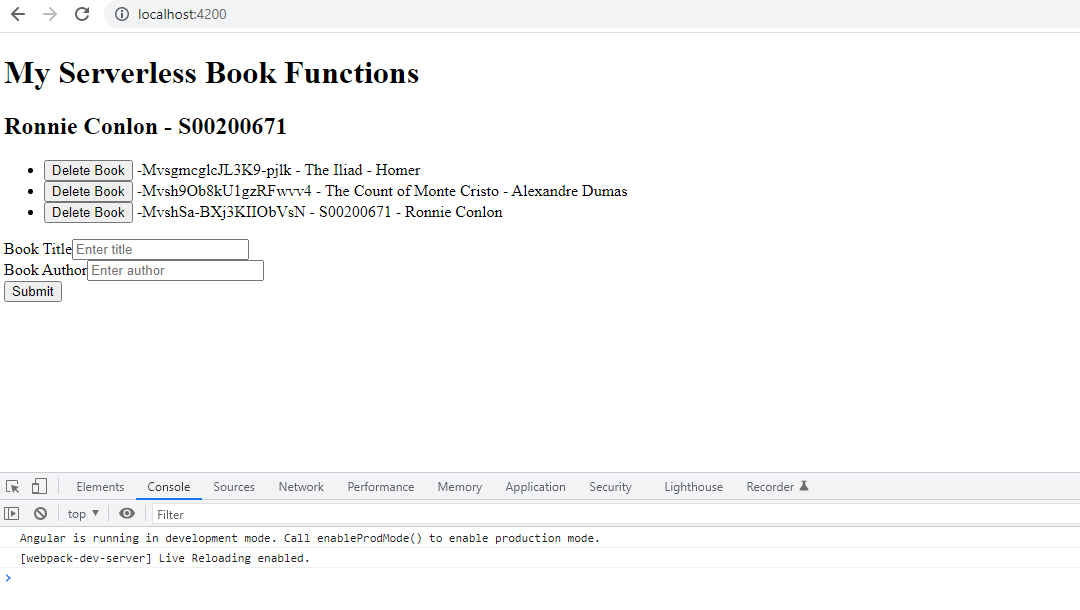 localhost:4200
My Serverless Book Functions
Ronnie Conlon - S00200671
Delete Book -MvsgmcglcJL3K9-pjlk - The Iliad - Homer
Delete Book -Mvsh9Ob8kU1gzRFwvv4 - The Count of Monte Cristo - Alexandre Dumas
Delete Book -MvshSa-BXj3KIIObVsN - S00200671 - Ronnie Conlon
Book Title Enter title
Book Author Enter author
Submit
Elements Console Sources Network Performance Memory Application Security Lighthouse Recorder
top Filter
Angular is running in development mode. Call enableProdMode() to enable production mode.
[webpack-dev-server] Live Reloading enabled.